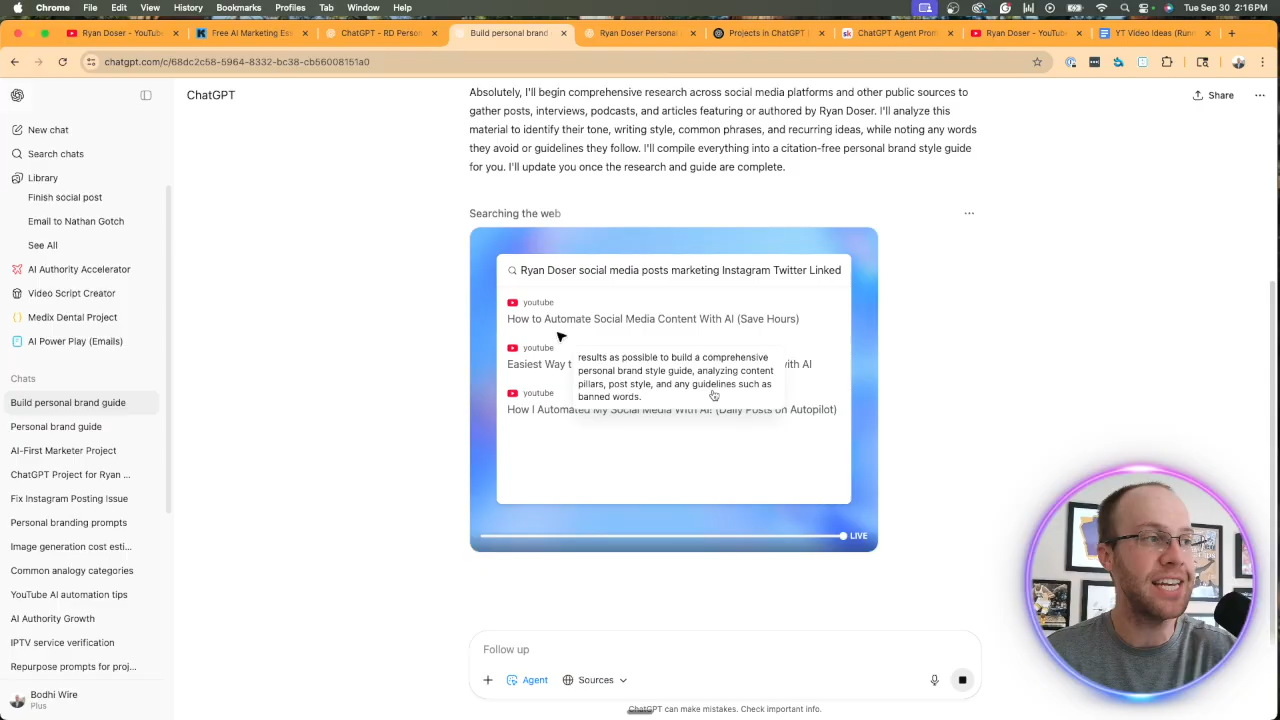 Chrome File Edit View History Bookmarks Profiles Tab Window Help Tue Sep 30 2:16 PM
Ryan Doser - YouTube Free AI Marketing Es ChatGPT - RD Person Build personal brand Ryan Doser Personal Projects in ChatGPT ChatGPT Agent Prom Ryan Doser - YouTube YT Video Ideas (Run
chatgpt.com/c/68dc2c58-5964-8332-bc38-cb56008151a0
ChatGPT
Share
New chat
Search chats
Library
Finish social post
Email to Nathan Gotch
See All
AI Authority Accelerator
Video Script Creator
Medix Dental Project
AI Power Play (Emails)
Chats
Build personal brand guide
Personal brand guide
AI-First Marketer Project
ChatGPT Project for Ryan ...
Fix Instagram Posting Issue
Personal branding prompts
Image generation cost esti...
Common analogy categories
YouTube AI automation tips
AI Authority Growth
IPTV service verification
Repurpose prompts for proj...
Bodhi Wire
Plus
Absolutely, I'll begin comprehensive research across social media platforms and other public sources to
gather posts, interviews, podcasts, and articles featuring or authored by Ryan Doser. I'll analyze this
material to identify their tone, writing style, common phrases, and recurring ideas, while noting any words
they avoid or guidelines they follow. I'll compile everything into a citation-free personal brand style guide
for you. I'll update you once the research and guide are complete.
Searching the web
Ryan Doser social media posts marketing Instagram Twitter Linked
youtube
How to Automate Social Media Content With AI (Save Hours)
youtube
Easiest Way t with AI
results as possible to build a comprehensive
personal brand style guide, analyzing content
pillars, post style, and any guidelines such as
banned words.
youtube
How I Automated My Social Media With AI! (Daily Posts on Autopilot)
LIVE
Follow up
Agent Sources
ChatGPT can make mistakes. Check important info.